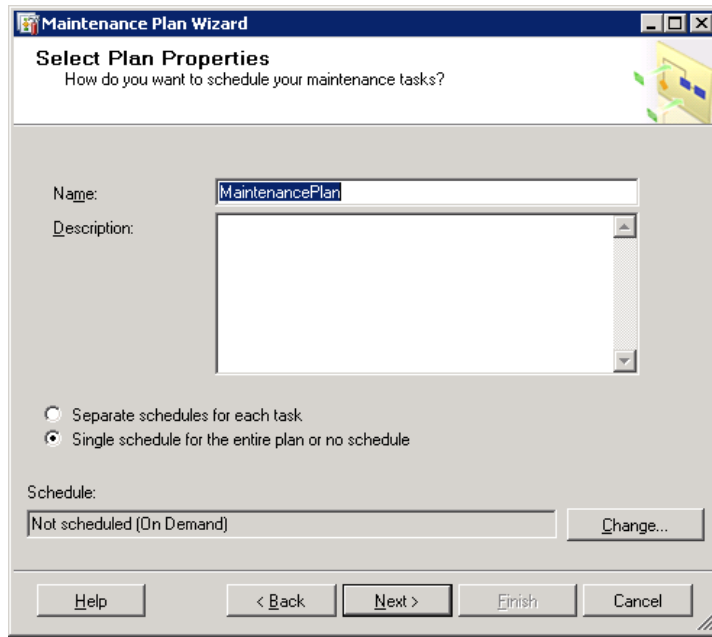 Maintenance Plan Wizard
Select Plan Properties
How do you want to schedule your maintenance tasks?
Name:
MaintenancePlan
Description:
Separate schedules for each task
Single schedule for the entire plan or no schedule
Schedule:
Not scheduled (On Demand)
Change...
Help
< Back
Next >
Finish
Cancel